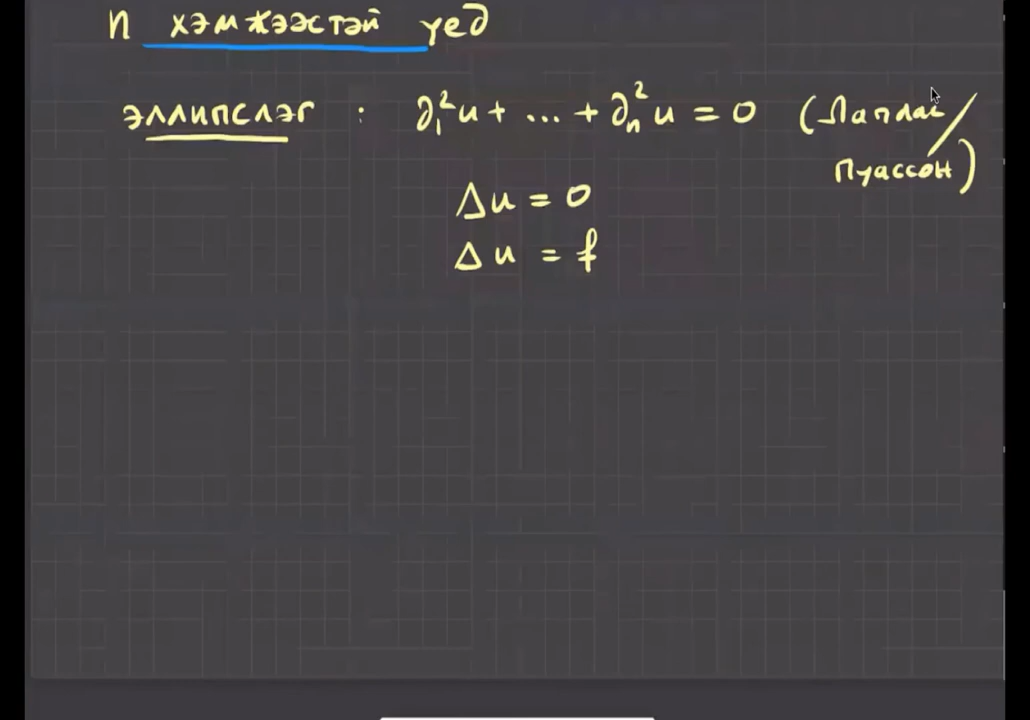 n хэмжээстэй үед
эллипслэг : ∂₁²u + ... + ∂ₙ²u = 0 (Лаплас/
Пуассон)
Δu = 0
Δu = f